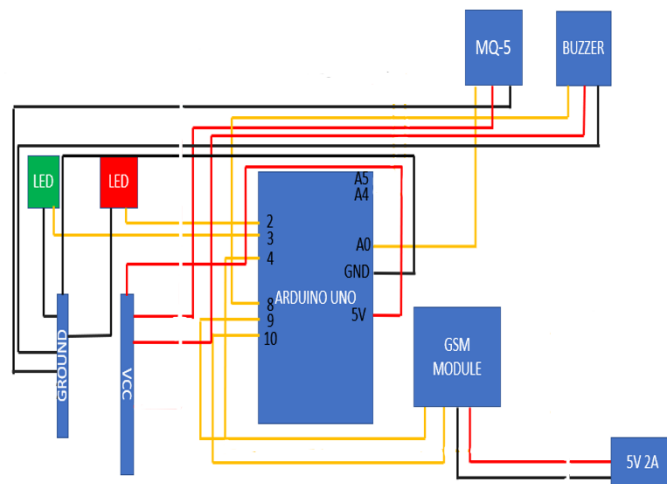 MQ-5
BUZZER
LED
LED
A5
A4
2
3
A0
4
GND
8
ARDUINO UNO
5V
9
10
GROUND
VCC
GSM
MODULE
5V 2A